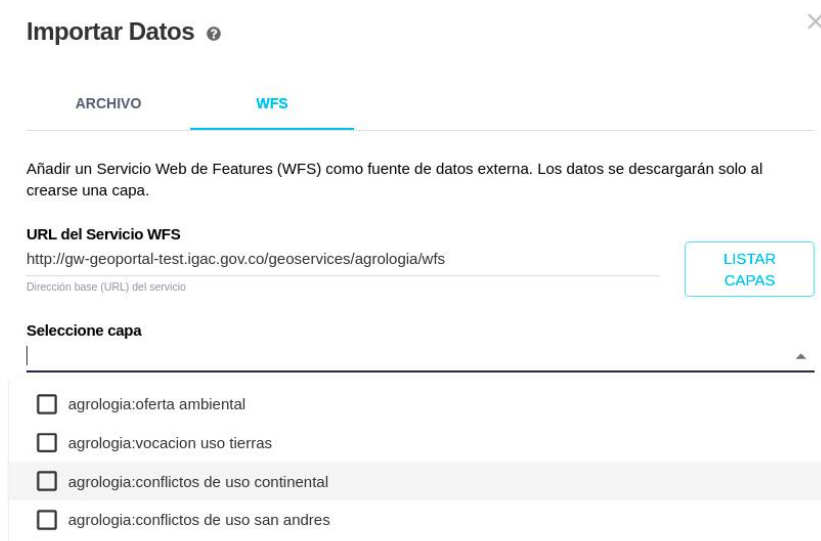 Importar Datos
ARCHIVO
WFS
Añadir un Servicio Web de Features (WFS) como fuente de datos externa. Los datos se descargarán solo al
crearse una capa.
URL del Servicio WFS
http://gw-geoportal-test.igac.gov.co/geoservices/agrologia/wfs
LISTAR
CAPAS
Dirección base (URL) del servicio
Seleccione capa
agrologia:oferta ambiental
agrologia:vocacion uso tierras
agrologia:conflictos de uso continental
agrologia:conflictos de uso san andres